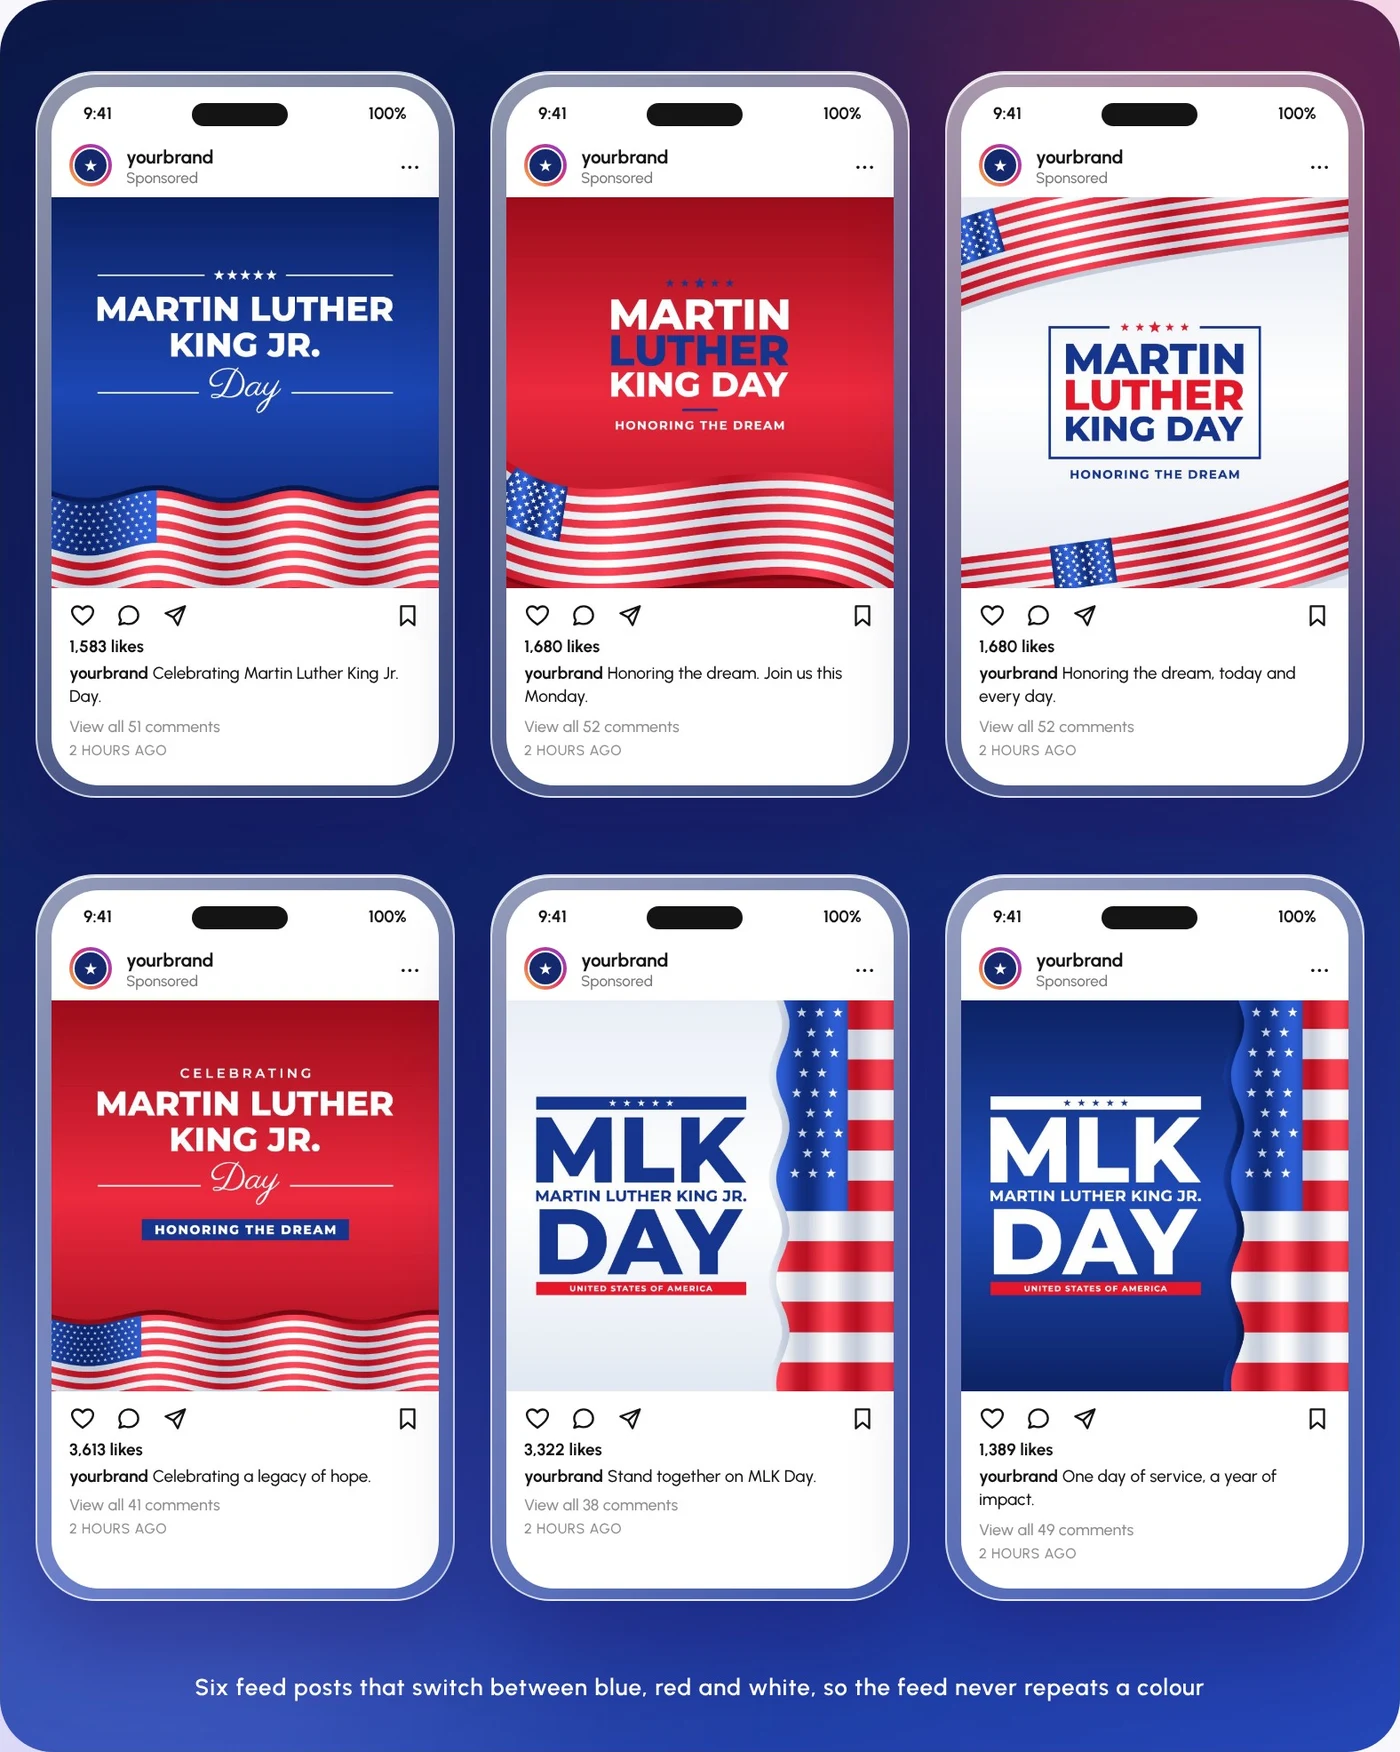 9:41 100%
yourbrand
Sponsored
MARTIN LUTHER
KING JR.
Day
1,583 likes
yourbrand Celebrating Martin Luther King Jr.
Day.
View all 51 comments
2 HOURS AGO
9:41 100%
yourbrand
Sponsored
MARTIN
LUTHER
KING DAY
HONORING THE DREAM
1,680 likes
yourbrand Honoring the dream. Join us this
Monday.
View all 52 comments
2 HOURS AGO
9:41 100%
yourbrand
Sponsored
MARTIN
LUTHER
KING DAY
HONORING THE DREAM
1,680 likes
yourbrand Honoring the dream, today and
every day.
View all 52 comments
2 HOURS AGO
9:41 100%
yourbrand
Sponsored
CELEBRATING
MARTIN LUTHER
KING JR.
Day
HONORING THE DREAM
3,613 likes
yourbrand Celebrating a legacy of hope.
View all 41 comments
2 HOURS AGO
9:41 100%
yourbrand
Sponsored
MLK
MARTIN LUTHER KING JR.
DAY
UNITED STATES OF AMERICA
3,322 likes
yourbrand Stand together on MLK Day.
View all 38 comments
2 HOURS AGO
9:41 100%
yourbrand
Sponsored
MLK
MARTIN LUTHER KING JR.
DAY
UNITED STATES OF AMERICA
1,389 likes
yourbrand One day of service, a year of
impact.
View all 49 comments
2 HOURS AGO
Six feed posts that switch between blue, red and white, so the feed never repeats a colour